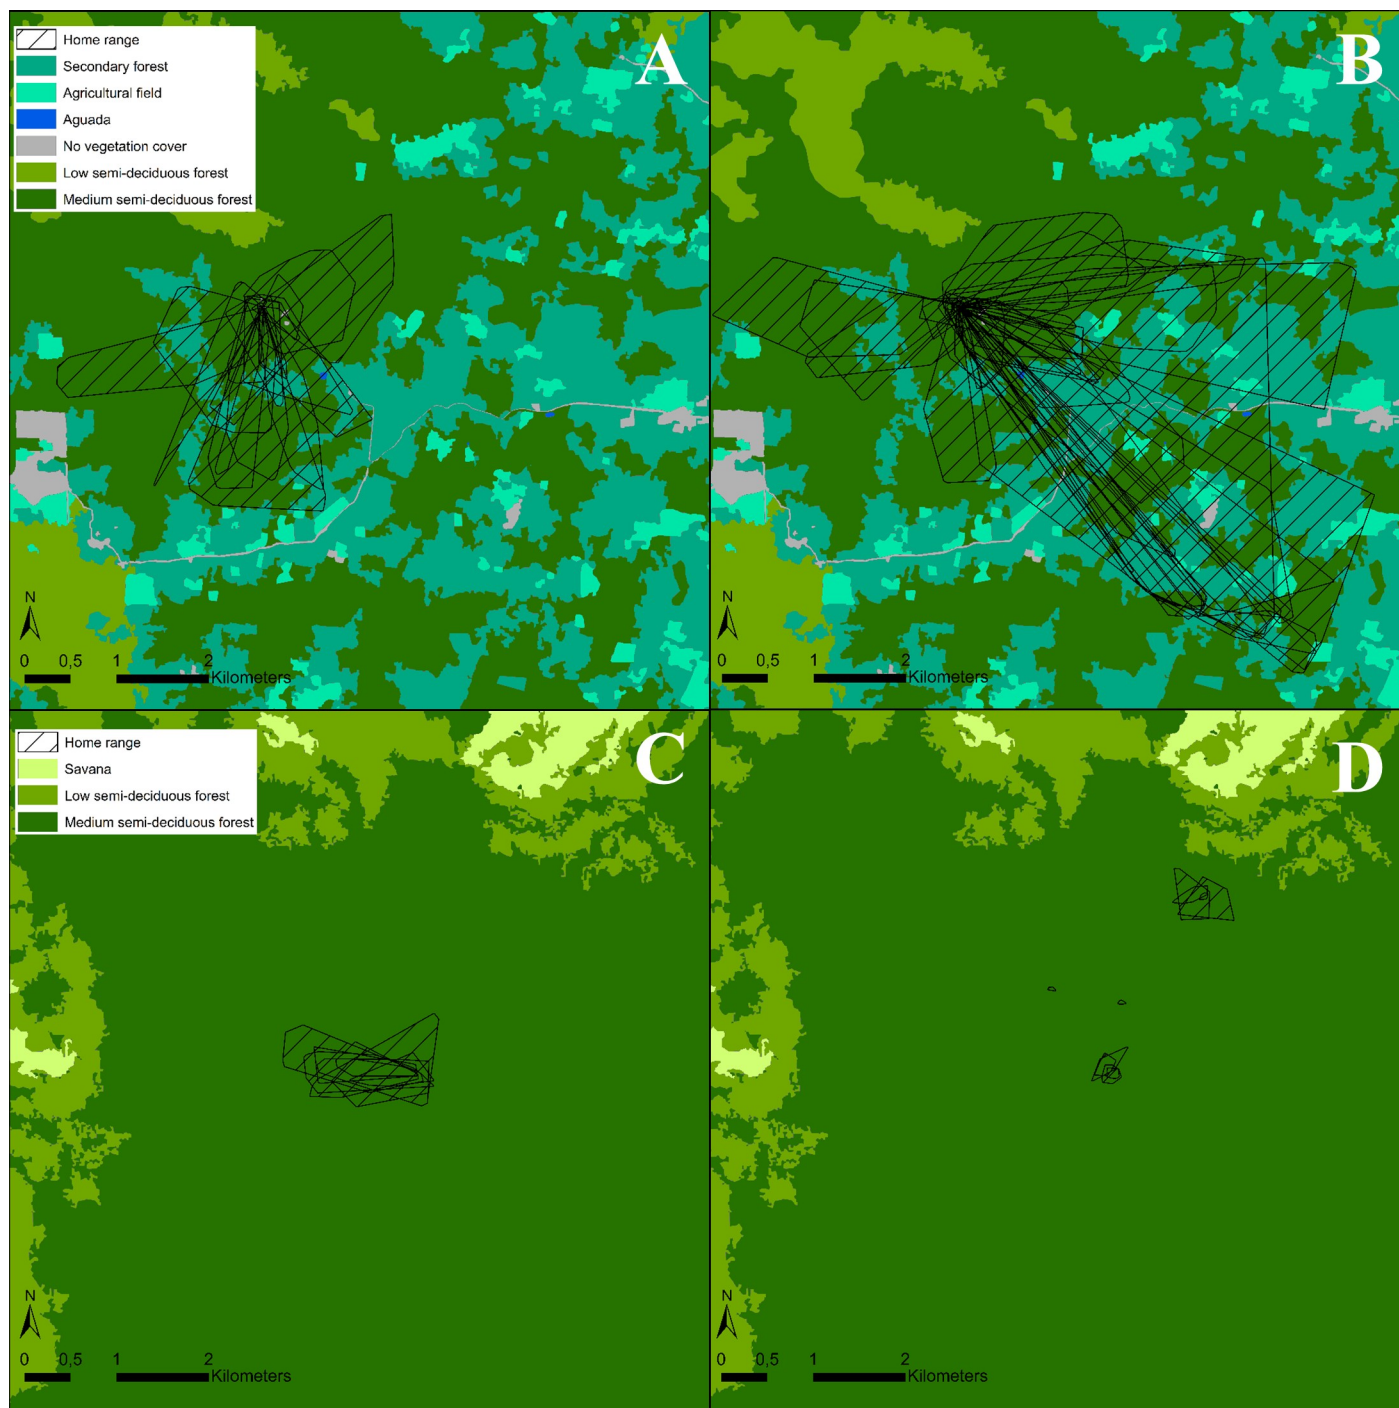 Home range
Secondary forest
Agricultural field
Aguada
No vegetation cover
Low semi-deciduous forest
Medium semi-deciduous forest
A
N
0 0,5 1 2
Kilometers
B
N
0 0,5 1 2
Kilometers
Home range
Savana
Low semi-deciduous forest
Medium semi-deciduous forest
C
N
0 0,5 1 2
Kilometers
D
N
0 0,5 1 2
Kilometers